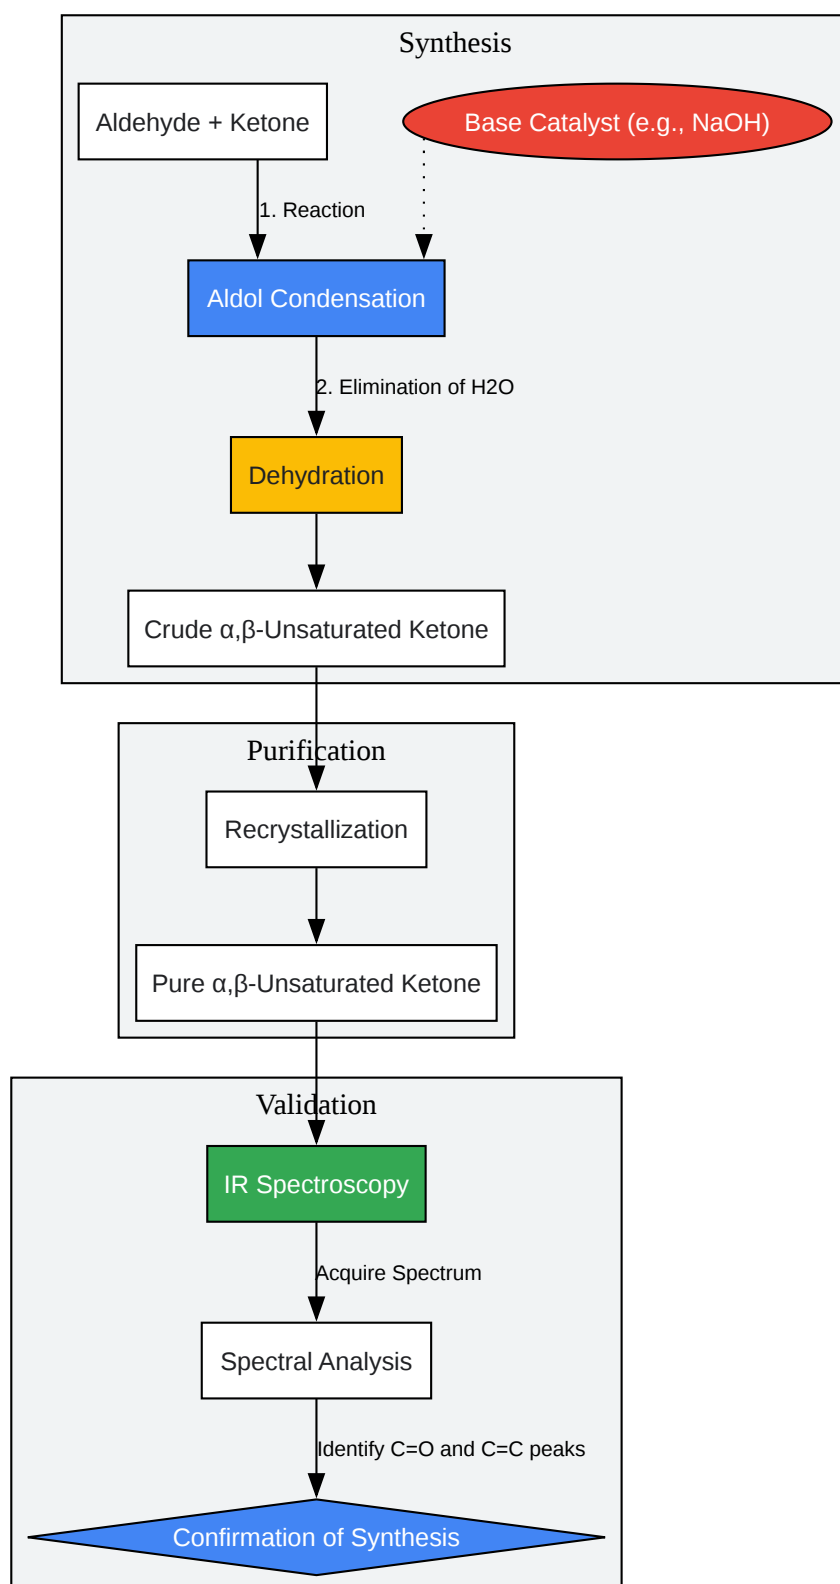 Synthesis
Aldehyde + Ketone
Base Catalyst (e.g., NaOH)
1. Reaction
Aldol Condensation
2. Elimination of H2O
Dehydration
Crude α,β-Unsaturated Ketone
Purification
Recrystallization
Pure α,β-Unsaturated Ketone
Validation
IR Spectroscopy
Acquire Spectrum
Spectral Analysis
Identify C=O and C=C peaks
Confirmation of Synthesis